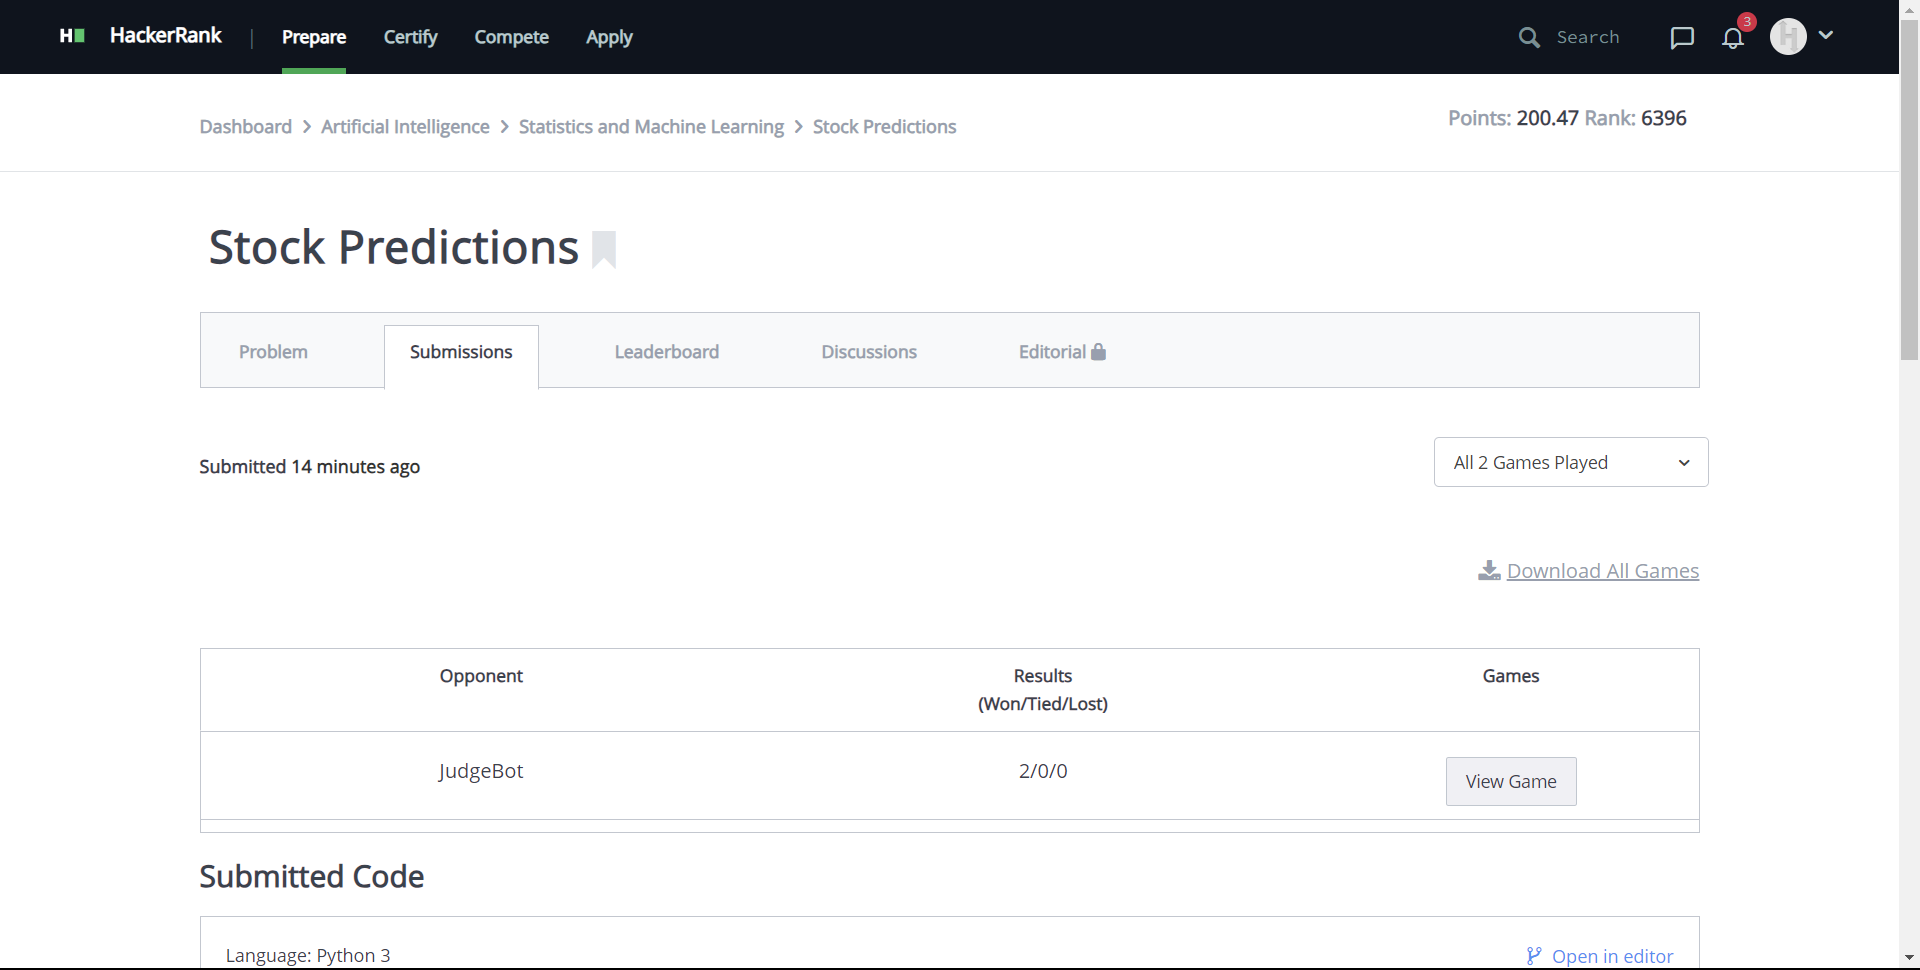 HackerRank | Prepare Certify Compete Apply Search 3
Dashboard > Artificial Intelligence > Statistics and Machine Learning > Stock Predictions Points: 200.47 Rank: 6396
Stock Predictions
Problem Submissions Leaderboard Discussions Editorial
Submitted 14 minutes ago All 2 Games Played
Download All Games
Opponent Results Games
(Won/Tied/Lost)
JudgeBot 2/0/0 View Game
Submitted Code
Language: Python 3 Open in editor